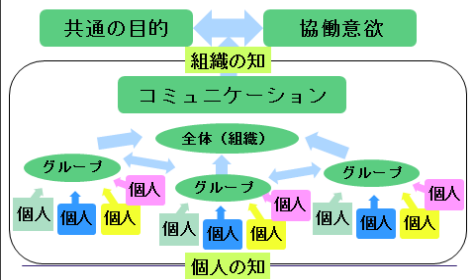 共通の目的
協働意欲
組織の知
コミュニケーション
全体（組織）
グループ
グループ
グループ
個人
個人
個人
個人
個人
個人
個人
個人
個人
個人
個人
個人
個人の知